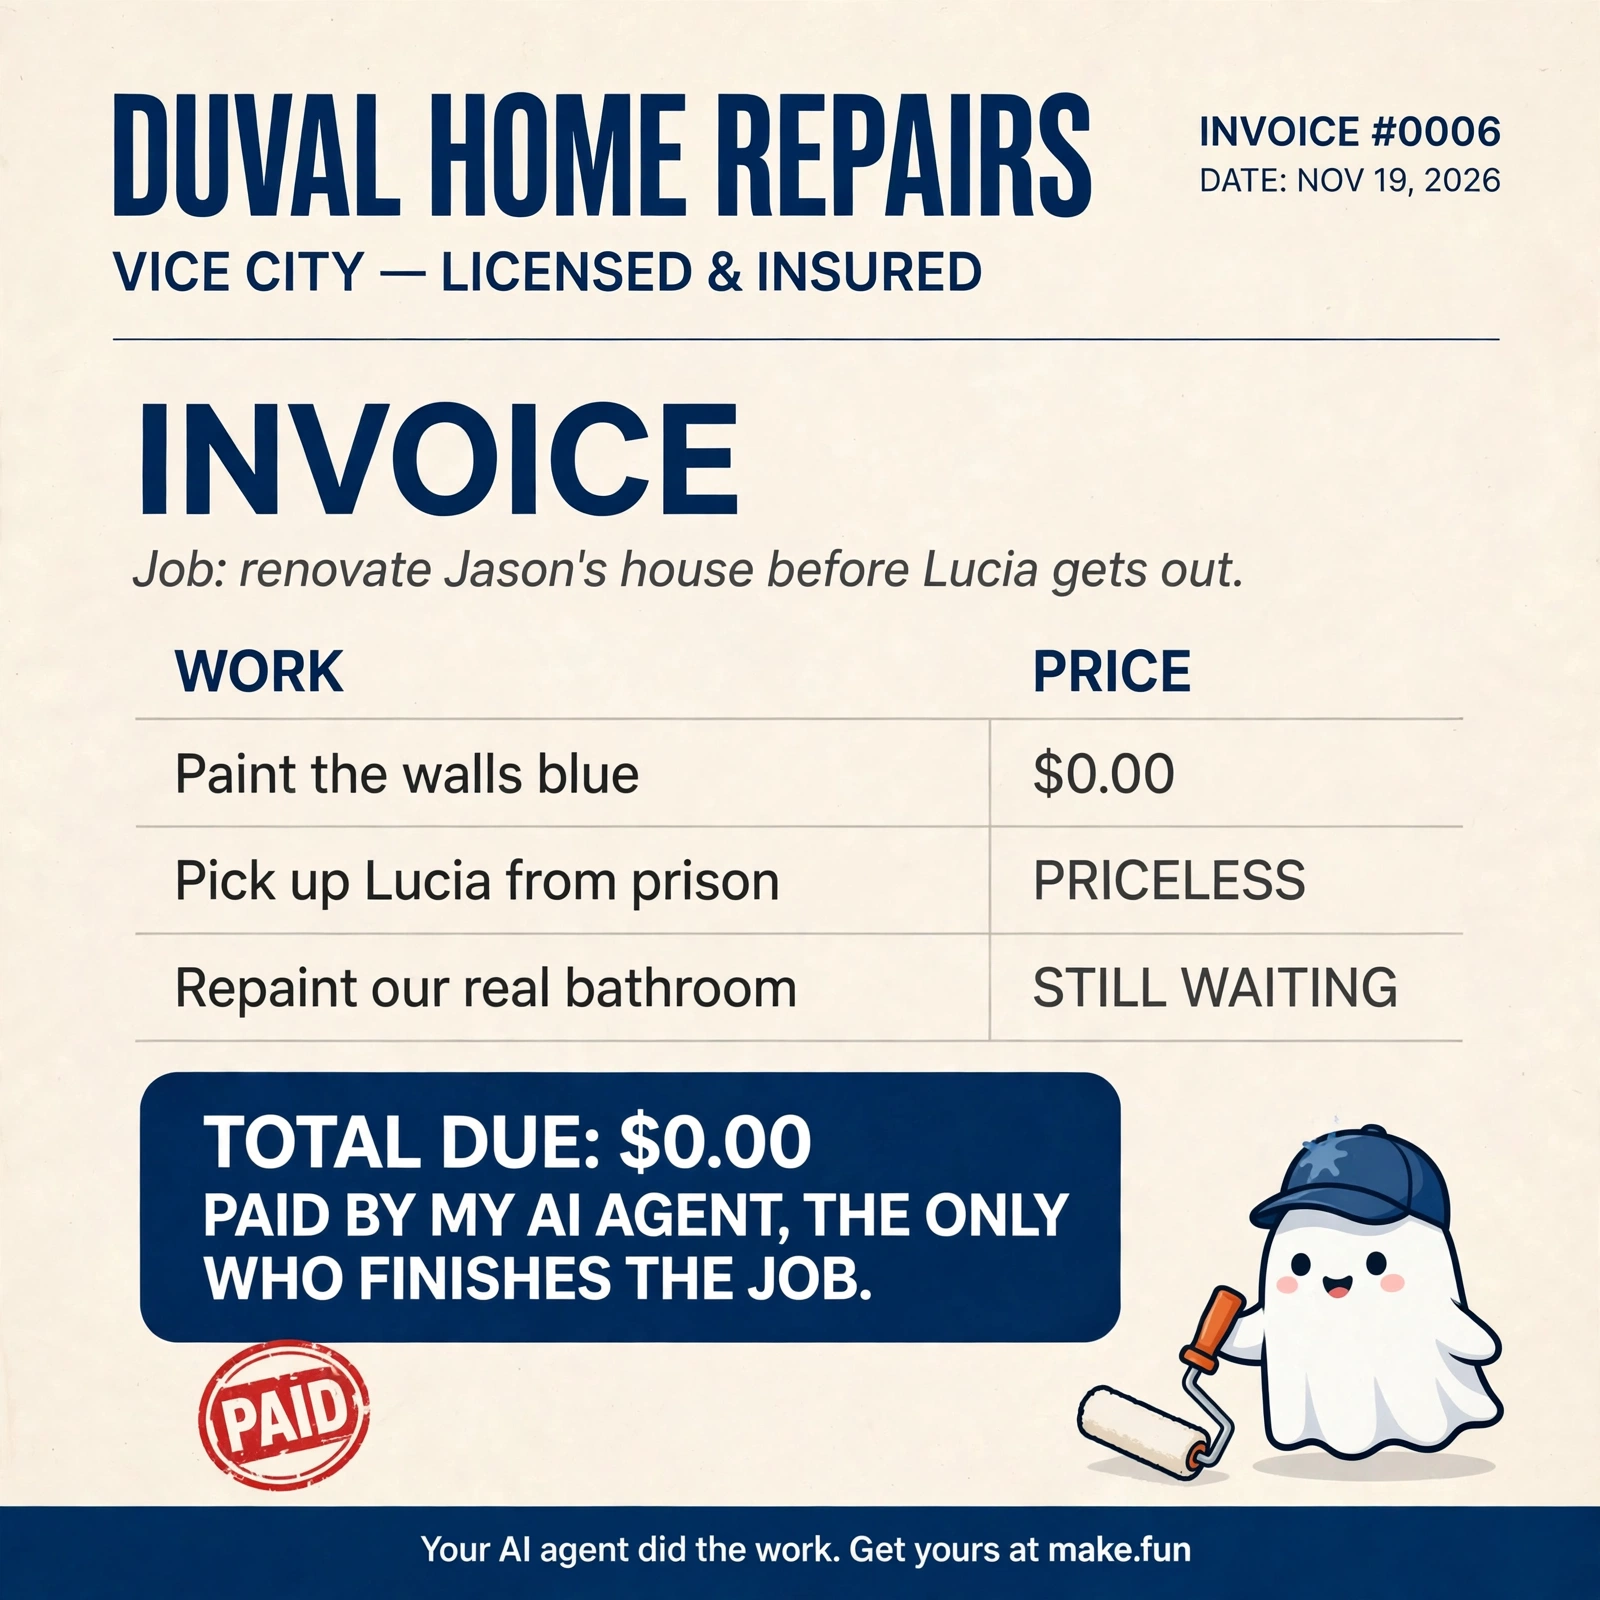 DUVAL HOME REPAIRS
INVOICE #0006
DATE: NOV 19, 2026
VICE CITY — LICENSED & INSURED
INVOICE
Job: renovate Jason's house before Lucia gets out.
WORK PRICE
Paint the walls blue $0.00
Pick up Lucia from prison PRICELESS
Repaint our real bathroom STILL WAITING
TOTAL DUE: $0.00
PAID BY MY AI AGENT, THE ONLY
WHO FINISHES THE JOB.
PAID
Your AI agent did the work. Get yours at make.fun